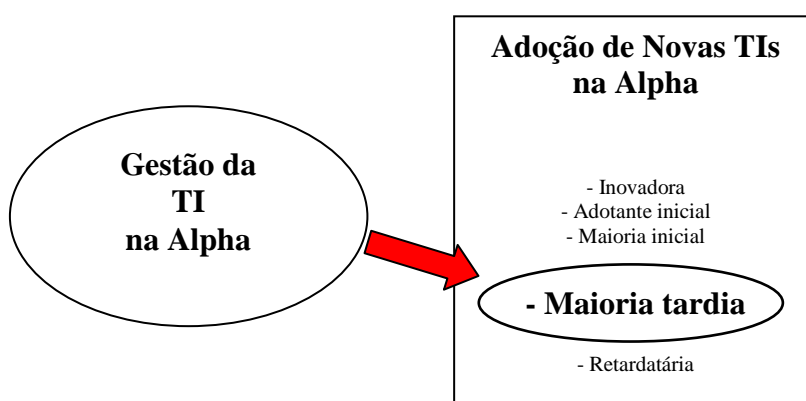 Gestão da
TI
na Alpha
Adoção de Novas TIs
na Alpha
- Inovadora
- Adotante inicial
- Maioria inicial
- Maioria tardia
- Retardatária